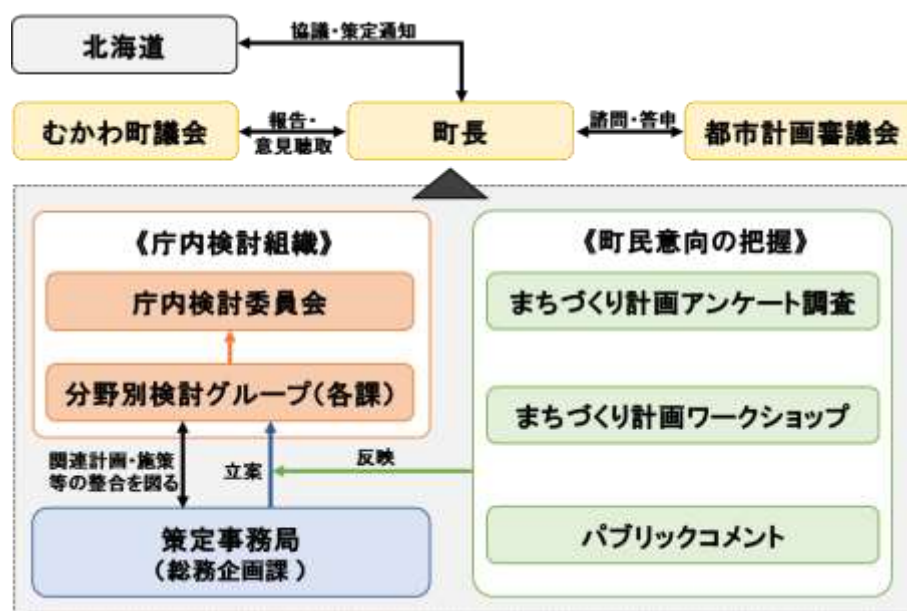 北海道
協議・策定通知
むかわ町議会
報告・
意見聴取
町長
諮問・答申
都市計画審議会
《庁内検討組織》
庁内検討委員会
分野別検討グループ(各課)
関連計画・施策
等の整合を図る
立案
反映
策定事務局
(総務企画課)
《町民意向の把握》
まちづくり計画アンケート調査
まちづくり計画ワークショップ
パブリックコメント